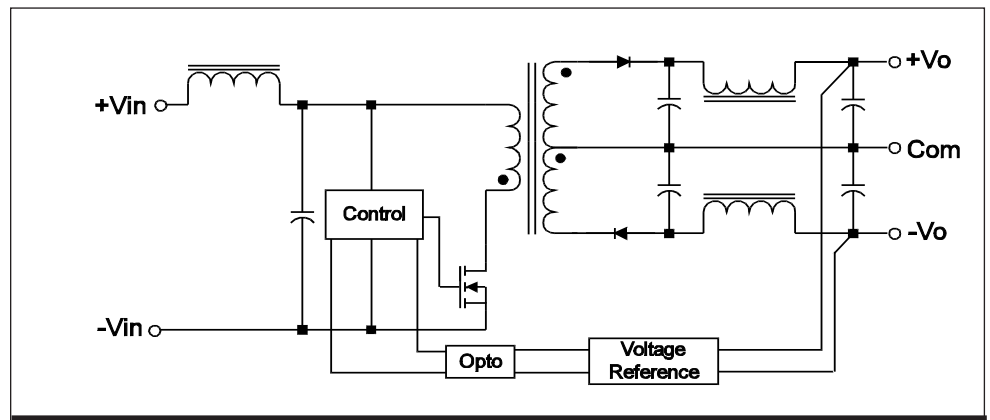 +Vin
-Vin
Control
Opto
Voltage
Reference
+Vo
Com
-Vo